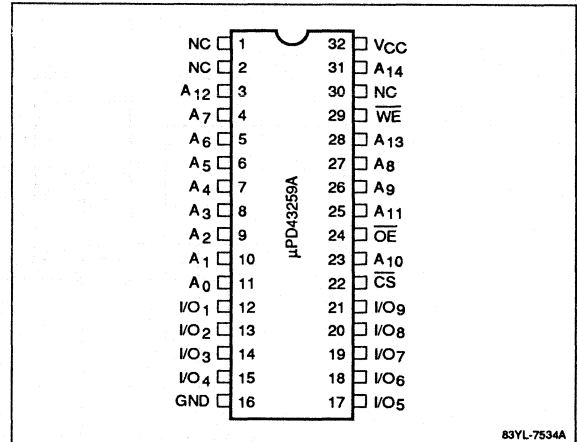 NC 1 32 VCC
NC 2 31 A14
A12 3 30 NC
A7 4 29 W̅E̅
A6 5 28 A13
A5 6 27 A8
A4 7 26 A9
A3 8 25 A11
A2 9 24 O̅E̅
A1 10 23 A10
A0 11 22 C̅S̅
I/O1 12 21 I/O9
I/O2 13 20 I/O8
I/O3 14 19 I/O7
I/O4 15 18 I/O6
GND 16 17 I/O5
μPD43259A
83YL-7534A